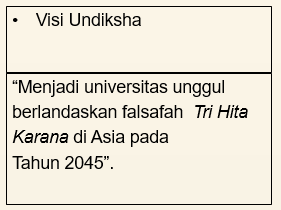 • Visi Undiksha
“Menjadi universitas unggul
berlandaskan falsafah Tri Hita
Karana di Asia pada
Tahun 2045”.